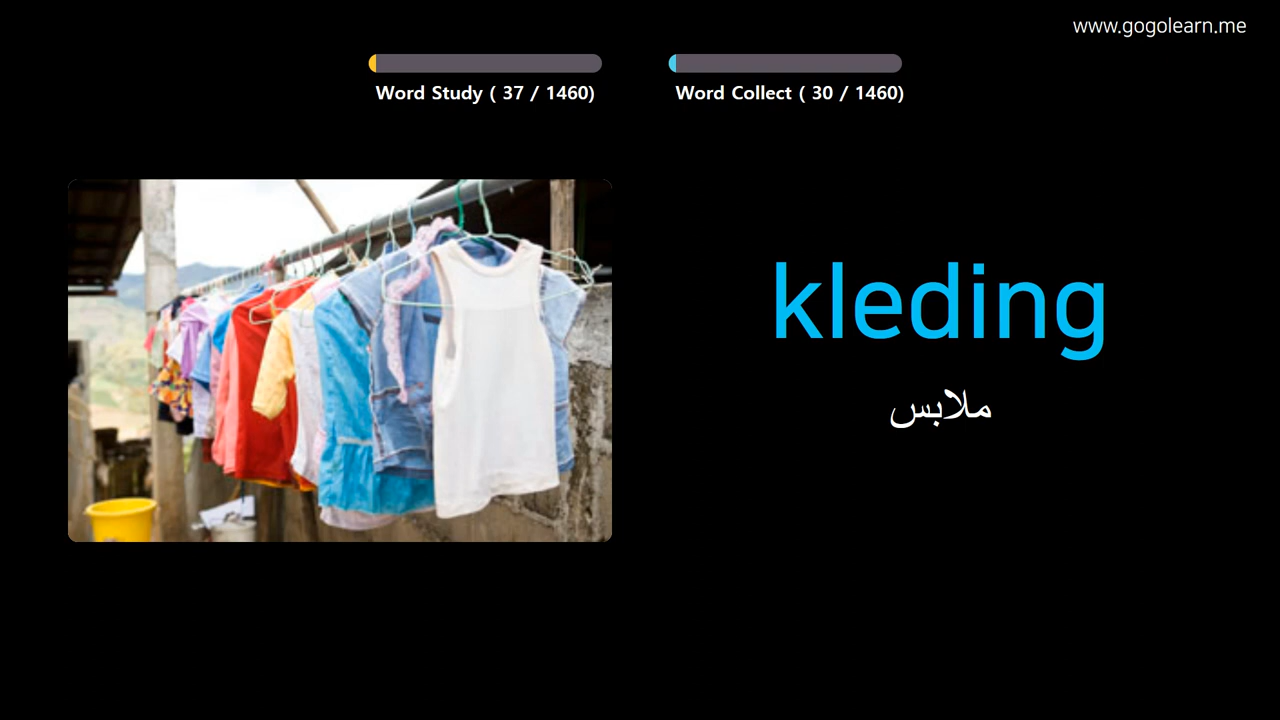 www.gogolearn.me
Word Study ( 37 / 1460)
Word Collect ( 30 / 1460)
kleding
ملابس